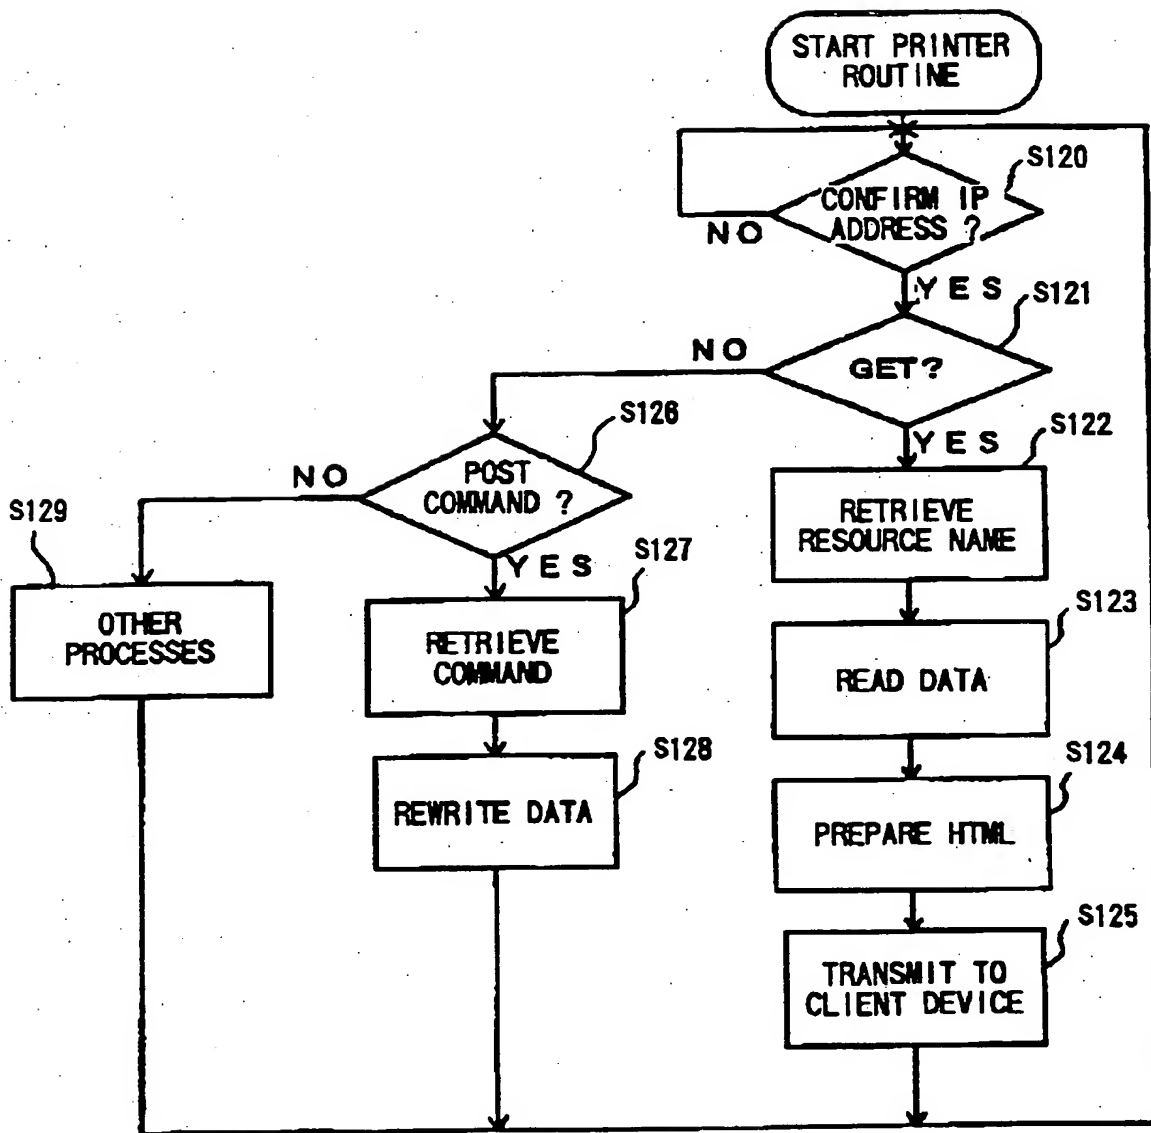 START PRINTER
ROUTINE
S120
CONFIRM IP
ADDRESS ?
NO
YES
S121
GET?
NO
YES
S122
RETRIEVE
RESOURCE NAME
S123
READ DATA
S124
PREPARE HTML
S125
TRANSMIT TO
CLIENT DEVICE
S126
POST
COMMAND ?
NO
YES
S127
RETRIEVE
COMMAND
S128
REWRITE DATA
S129
OTHER
PROCESSES